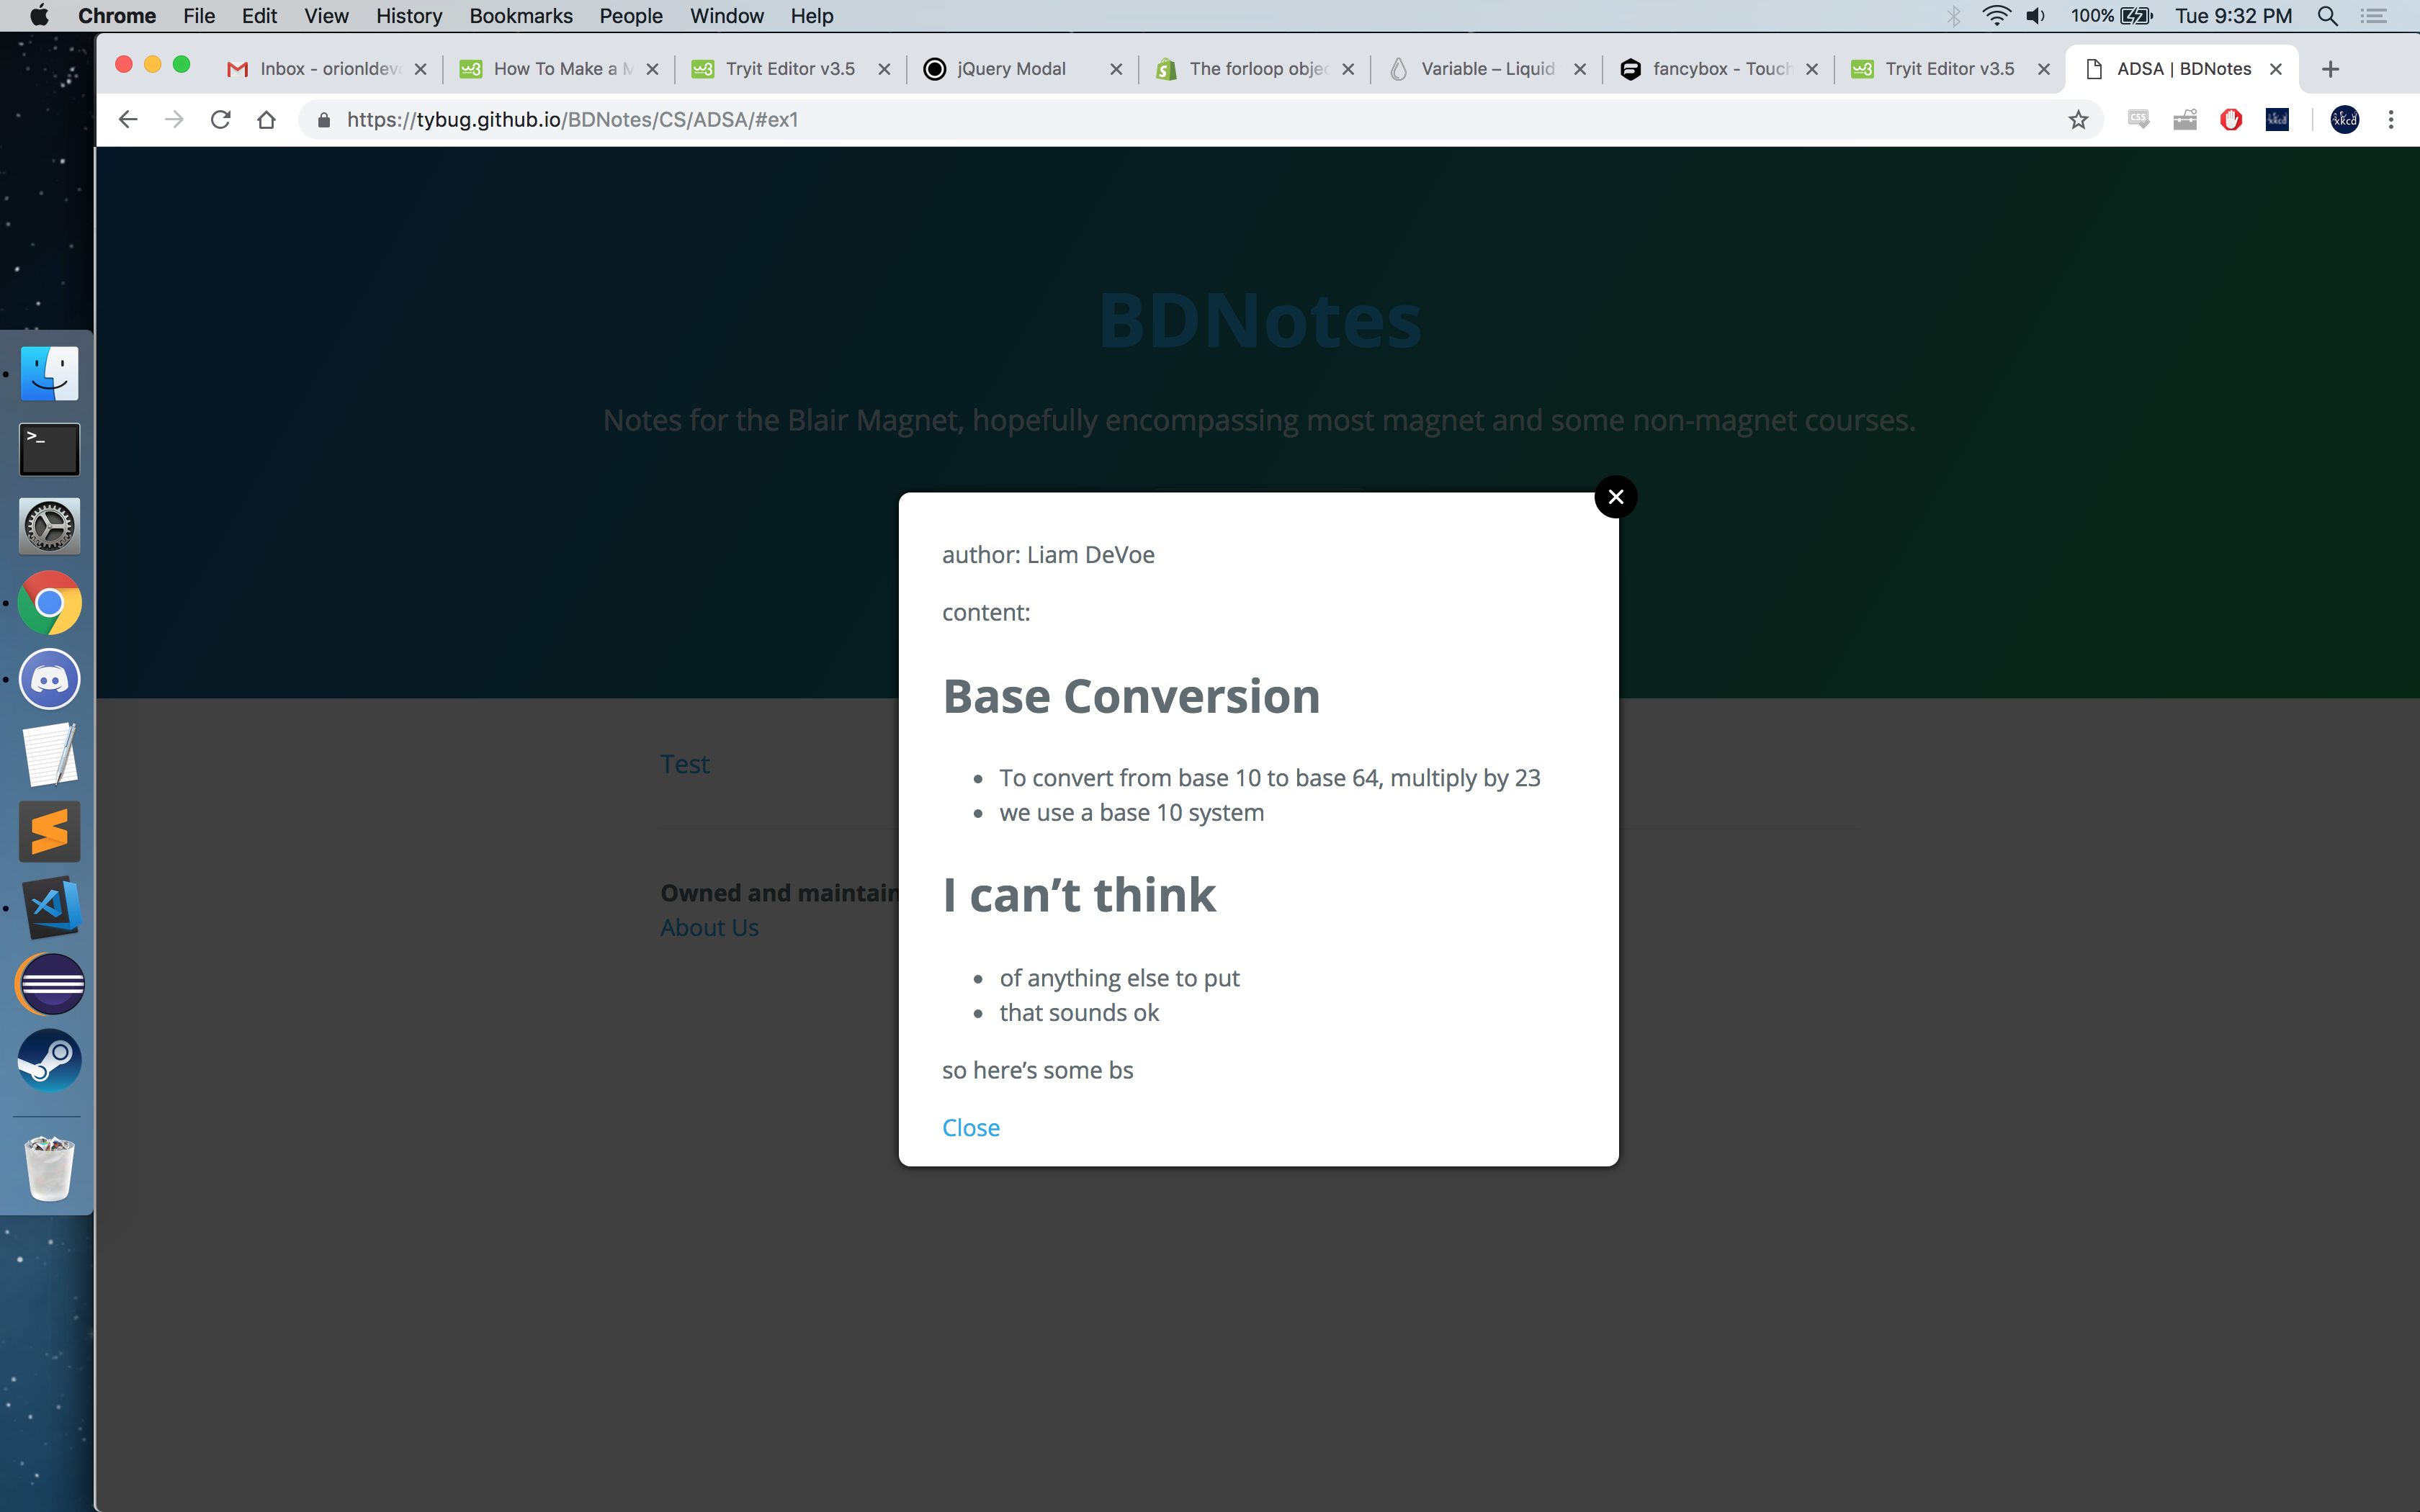 Chrome File Edit View History Bookmarks People Window Help 100% Tue 9:32 PM
Inbox - orionldev How To Make a M Tryit Editor v3.5 jQuery Modal The forloop obje Variable – Liquid fancybox - Touch Tryit Editor v3.5 ADSA | BDNotes
https://tybug.github.io/BDNotes/CS/ADSA/#ex1
BDNotes
Notes for the Blair Magnet, hopefully encompassing most magnet and some non-magnet courses.
author: Liam DeVoe
content:
Base Conversion
• To convert from base 10 to base 64, multiply by 23
• we use a base 10 system
I can’t think
• of anything else to put
• that sounds ok
so here’s some bs
Close
Test
Owned and maintain
About Us